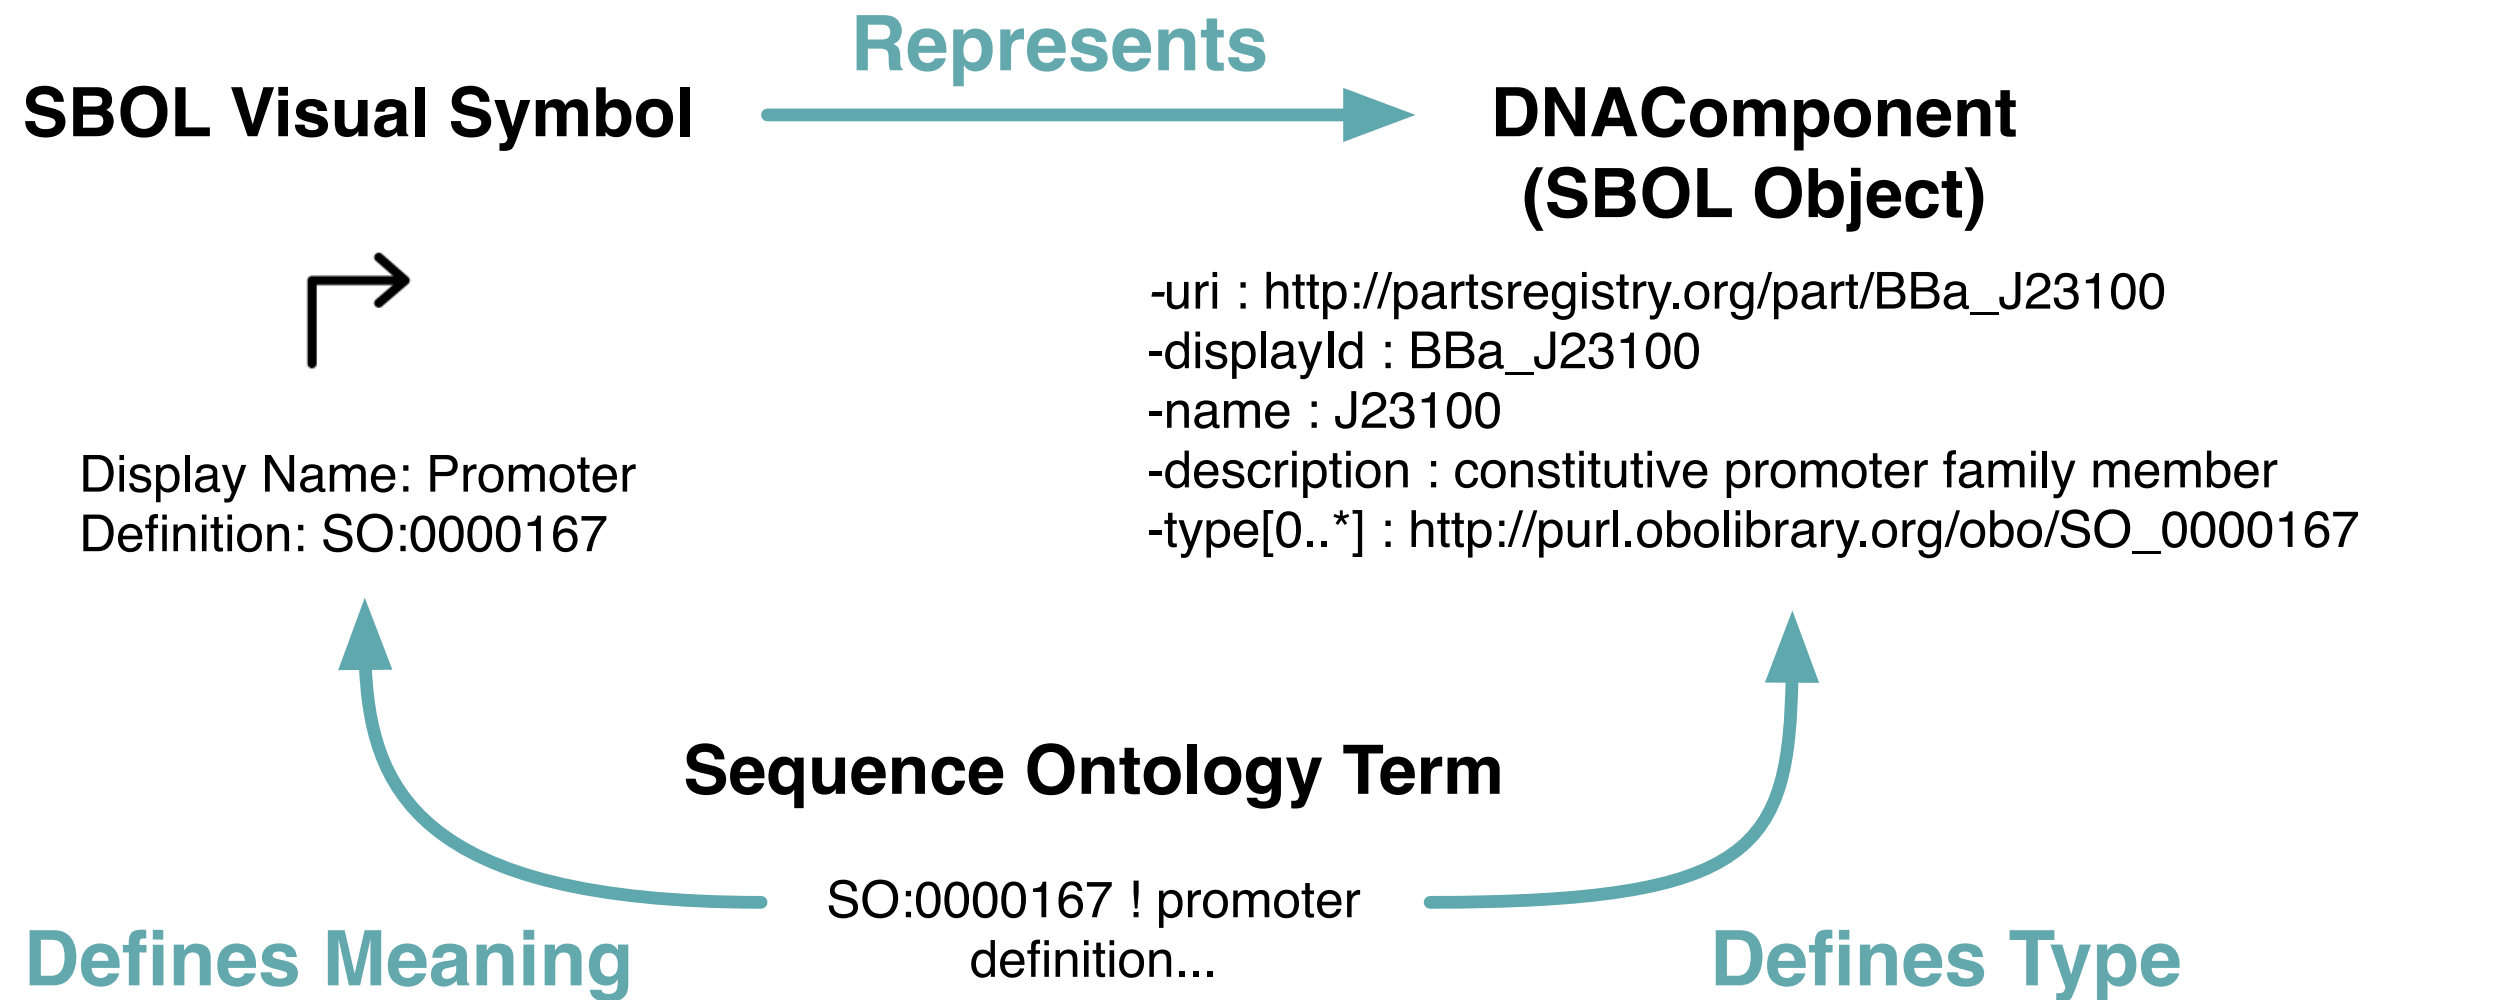 Represents
SBOL Visual Symbol
DNAComponent
(SBOL Object)
-uri : http://partsregistry.org/part/BBa_J23100
-displayId : BBa_J23100
-name : J23100
-description : constitutive promoter family member
-type[0..*] : http://purl.obolibrary.org/obo/SO_0000167
Display Name: Promoter
Definition: SO:0000167
Sequence Ontology Term
SO:0000167 ! promoter
definition...
Defines Meaning
Defines Type